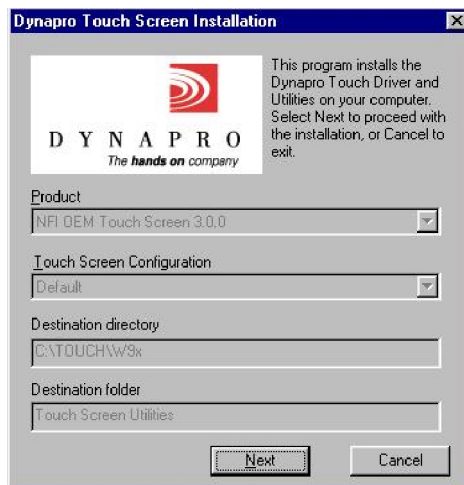 Dynapro Touch Screen Installation
This program installs the
Dynapro Touch Driver and
Utilities on your computer.
Select Next to proceed with
the installation, or Cancel to
exit.
DYNAPRO
The hands on company
Product
NFI OEM Touch Screen 3.0.0
Touch Screen Configuration
Default
Destination directory
C:\TOUCH\W9x
Destination folder
Touch Screen Utilities
Next
Cancel